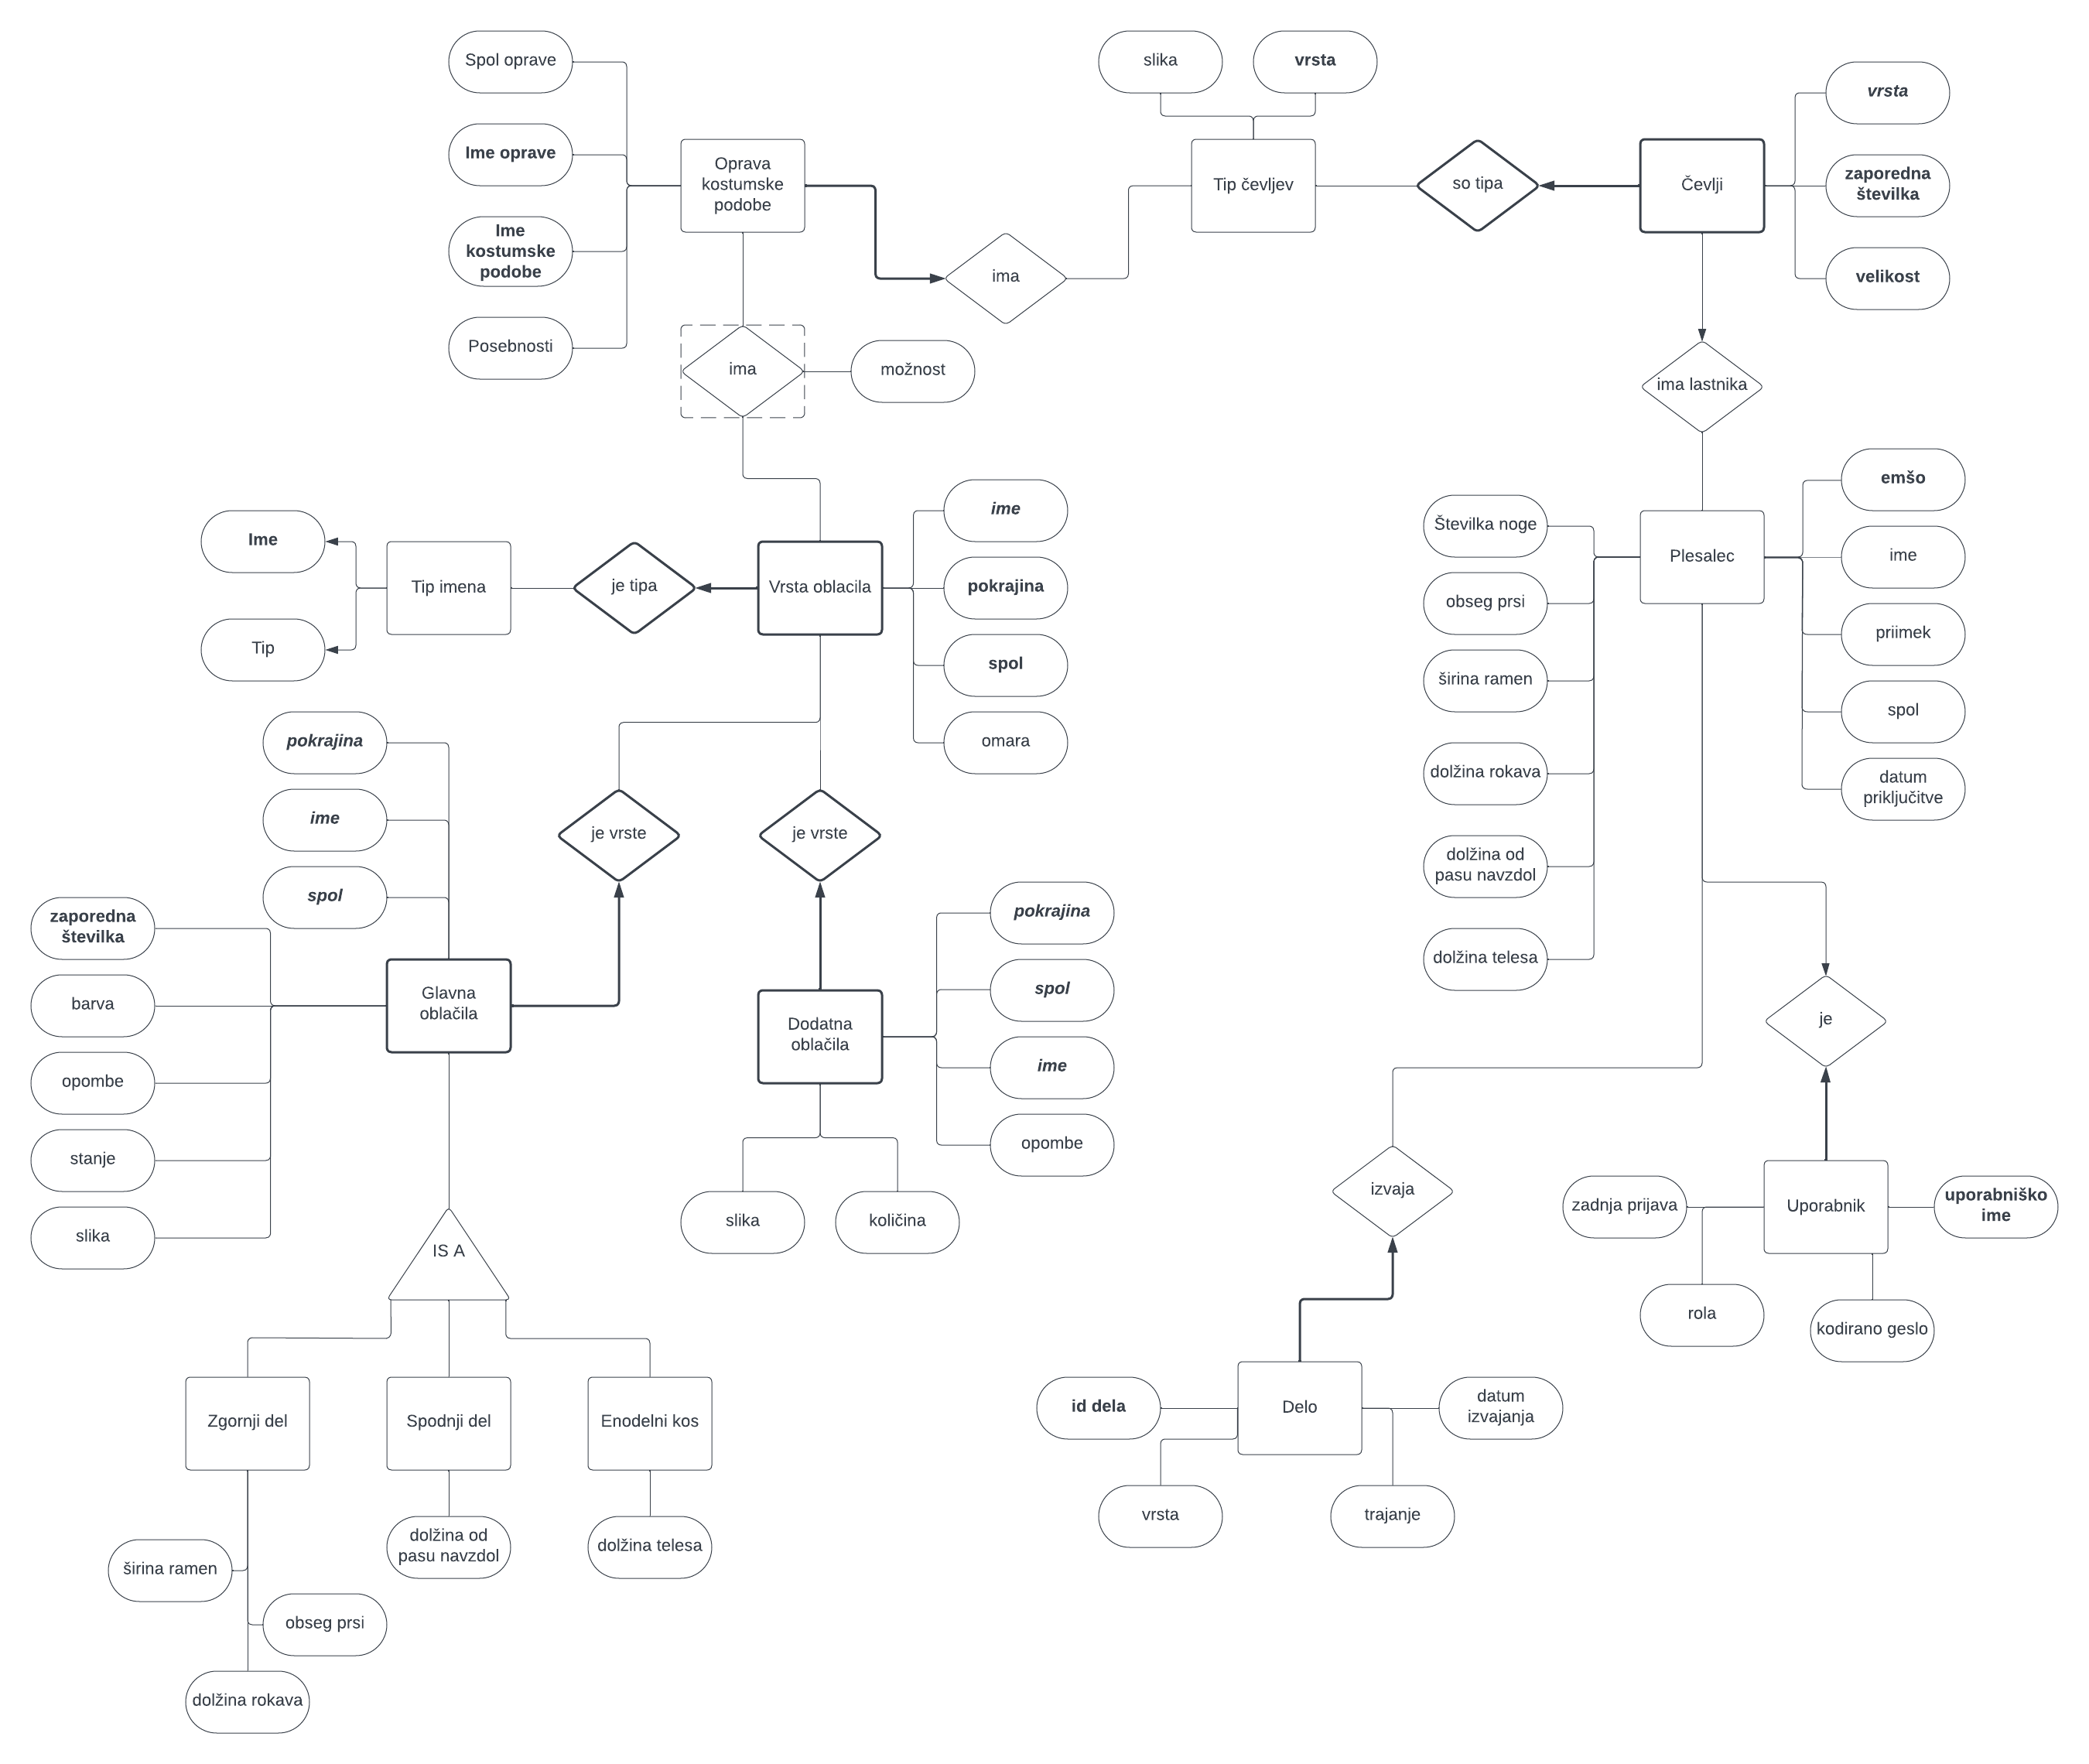 Spol oprave
Ime oprave
Ime
kostumske
podobe
Posebnosti
Oprava
kostumske
podobe
ima
možnost
ima
slika
vrsta
Tip čevljev
so tipa
Čevlji
vrsta
zaporedna
številka
velikost
ima lastnika
Ime
Tip
Tip imena
je tipa
Vrsta oblacila
ime
pokrajina
spol
omara
Številka noge
obseg prsi
širina ramen
dolžina rokava
dolžina od
pasu navzdol
dolžina telesa
Plesalec
emšo
ime
priimek
spol
datum
priključitve
pokrajina
ime
spol
je vrste
je vrste
zaporedna
številka
barva
opombe
stanje
slika
Glavna
oblačila
Dodatna
oblačila
pokrajina
spol
ime
opombe
slika
količina
je
izvaja
zadnja prijava
Uporabnik
uporabniško
ime
rola
kodirano geslo
IS A
Zgornji del
Spodnji del
Enodelni kos
širina ramen
obseg prsi
dolžina rokava
dolžina od
pasu navzdol
dolžina telesa
id dela
Delo
datum
izvajanja
vrsta
trajanje